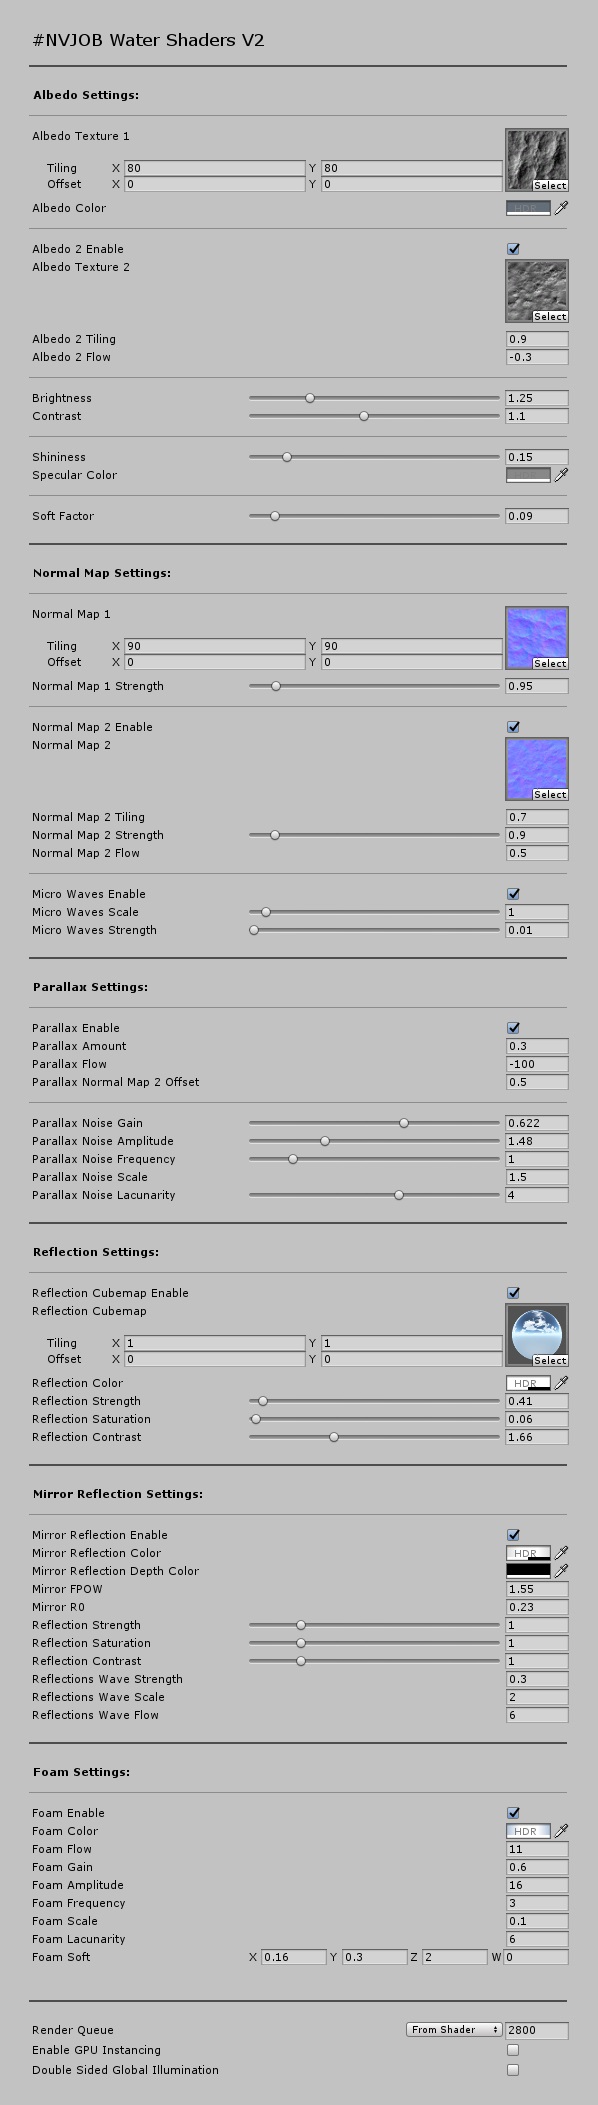 #NVJOB Water Shaders V2
Albedo Settings:
Albedo Texture 1
Tiling X 80 Y 80
Offset X 0 Y 0
Select
Albedo Color HDR
Albedo 2 Enable
Albedo Texture 2
Select
Albedo 2 Tiling 0.9
Albedo 2 Flow -0.3
Brightness 1.25
Contrast 1.1
Shininess 0.15
Specular Color
Soft Factor 0.09
Normal Map Settings:
Normal Map 1
Tiling X 90 Y 90
Offset X 0 Y 0
Select
Normal Map 1 Strength 0.95
Normal Map 2 Enable
Normal Map 2
Select
Normal Map 2 Tiling 0.7
Normal Map 2 Strength 0.9
Normal Map 2 Flow 0.5
Micro Waves Enable
Micro Waves Scale 1
Micro Waves Strength 0.01
Parallax Settings:
Parallax Enable
Parallax Amount 0.3
Parallax Flow -100
Parallax Normal Map 2 Offset 0.5
Parallax Noise Gain 0.622
Parallax Noise Amplitude 1.48
Parallax Noise Frequency 1
Parallax Noise Scale 1.5
Parallax Noise Lacunarity 4
Reflection Settings:
Reflection Cubemap Enable
Reflection Cubemap
Tiling X 1 Y 1
Offset X 0 Y 0
Select
Reflection Color HDR
Reflection Strength 0.41
Reflection Saturation 0.06
Reflection Contrast 1.66
Mirror Reflection Settings:
Mirror Reflection Enable
Mirror Reflection Color HDR
Mirror Reflection Depth Color
Mirror FPOW 1.55
Mirror R0 0.23
Reflection Strength 1
Reflection Saturation 1
Reflection Contrast 1
Reflections Wave Strength 0.3
Reflections Wave Scale 2
Reflections Wave Flow 6
Foam Settings:
Foam Enable
Foam Color HDR
Foam Flow 11
Foam Gain 0.6
Foam Amplitude 16
Foam Frequency 3
Foam Scale 0.1
Foam Lacunarity 6
Foam Soft X 0.16 Y 0.3 Z 2 W 0
Render Queue From Shader 2800
Enable GPU Instancing
Double Sided Global Illumination